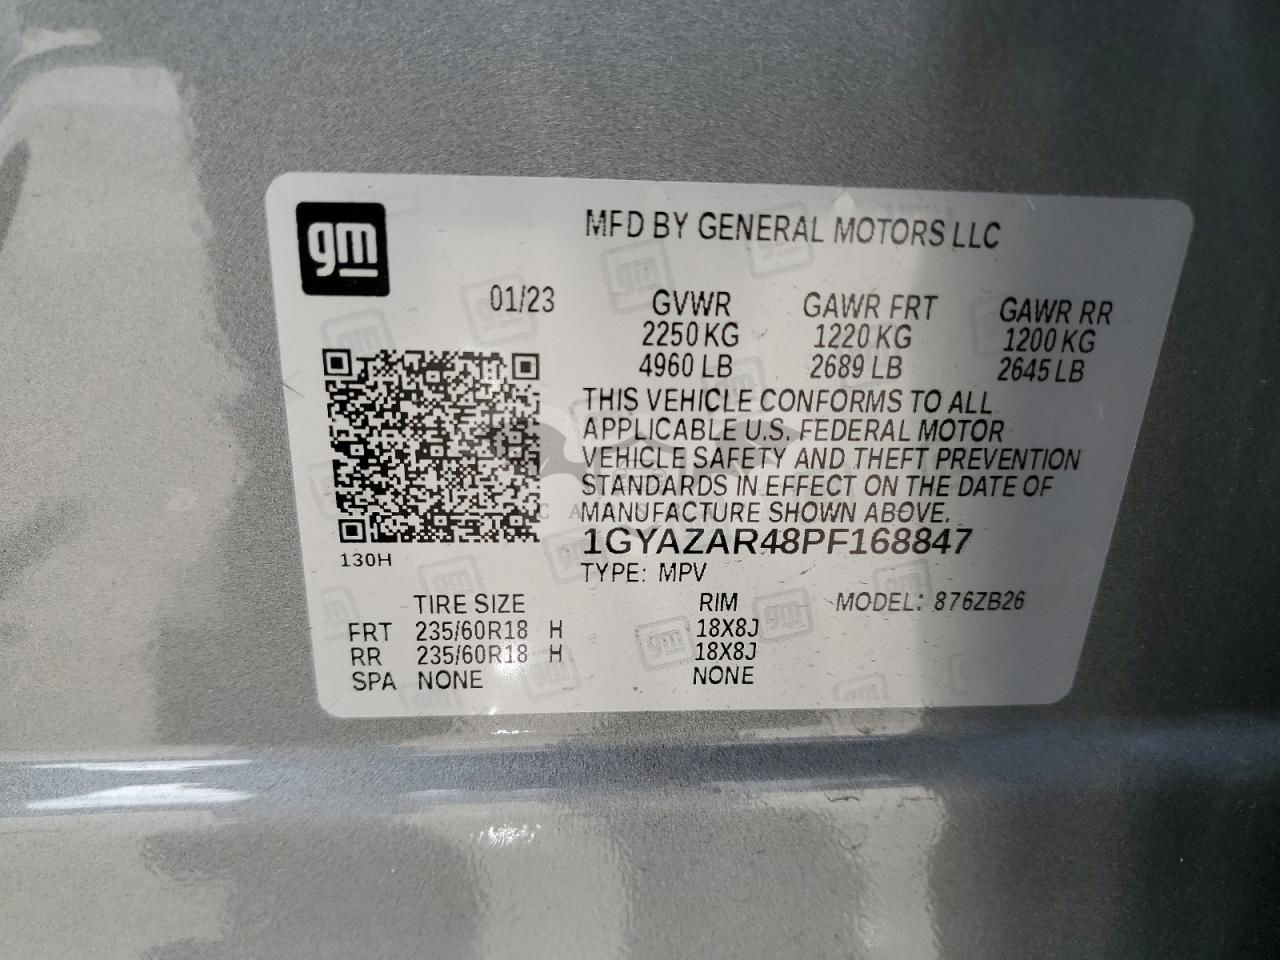 gm
MFD BY GENERAL MOTORS LLC
01/23 GVWR GAWR FRT GAWR RR
2250 KG 1220 KG 1200 KG
4960 LB 2689 LB 2645 LB
THIS VEHICLE CONFORMS TO ALL
APPLICABLE U.S. FEDERAL MOTOR
VEHICLE SAFETY AND THEFT PREVENTION
STANDARDS IN EFFECT ON THE DATE OF
MANUFACTURE SHOWN ABOVE.
1GYAZAR48PF168847
130H
TYPE: MPV
TIRE SIZE RIM MODEL: 876ZB26
FRT 235/60R18 H 18X8J
RR 235/60R18 H 18X8J
SPA NONE NONE